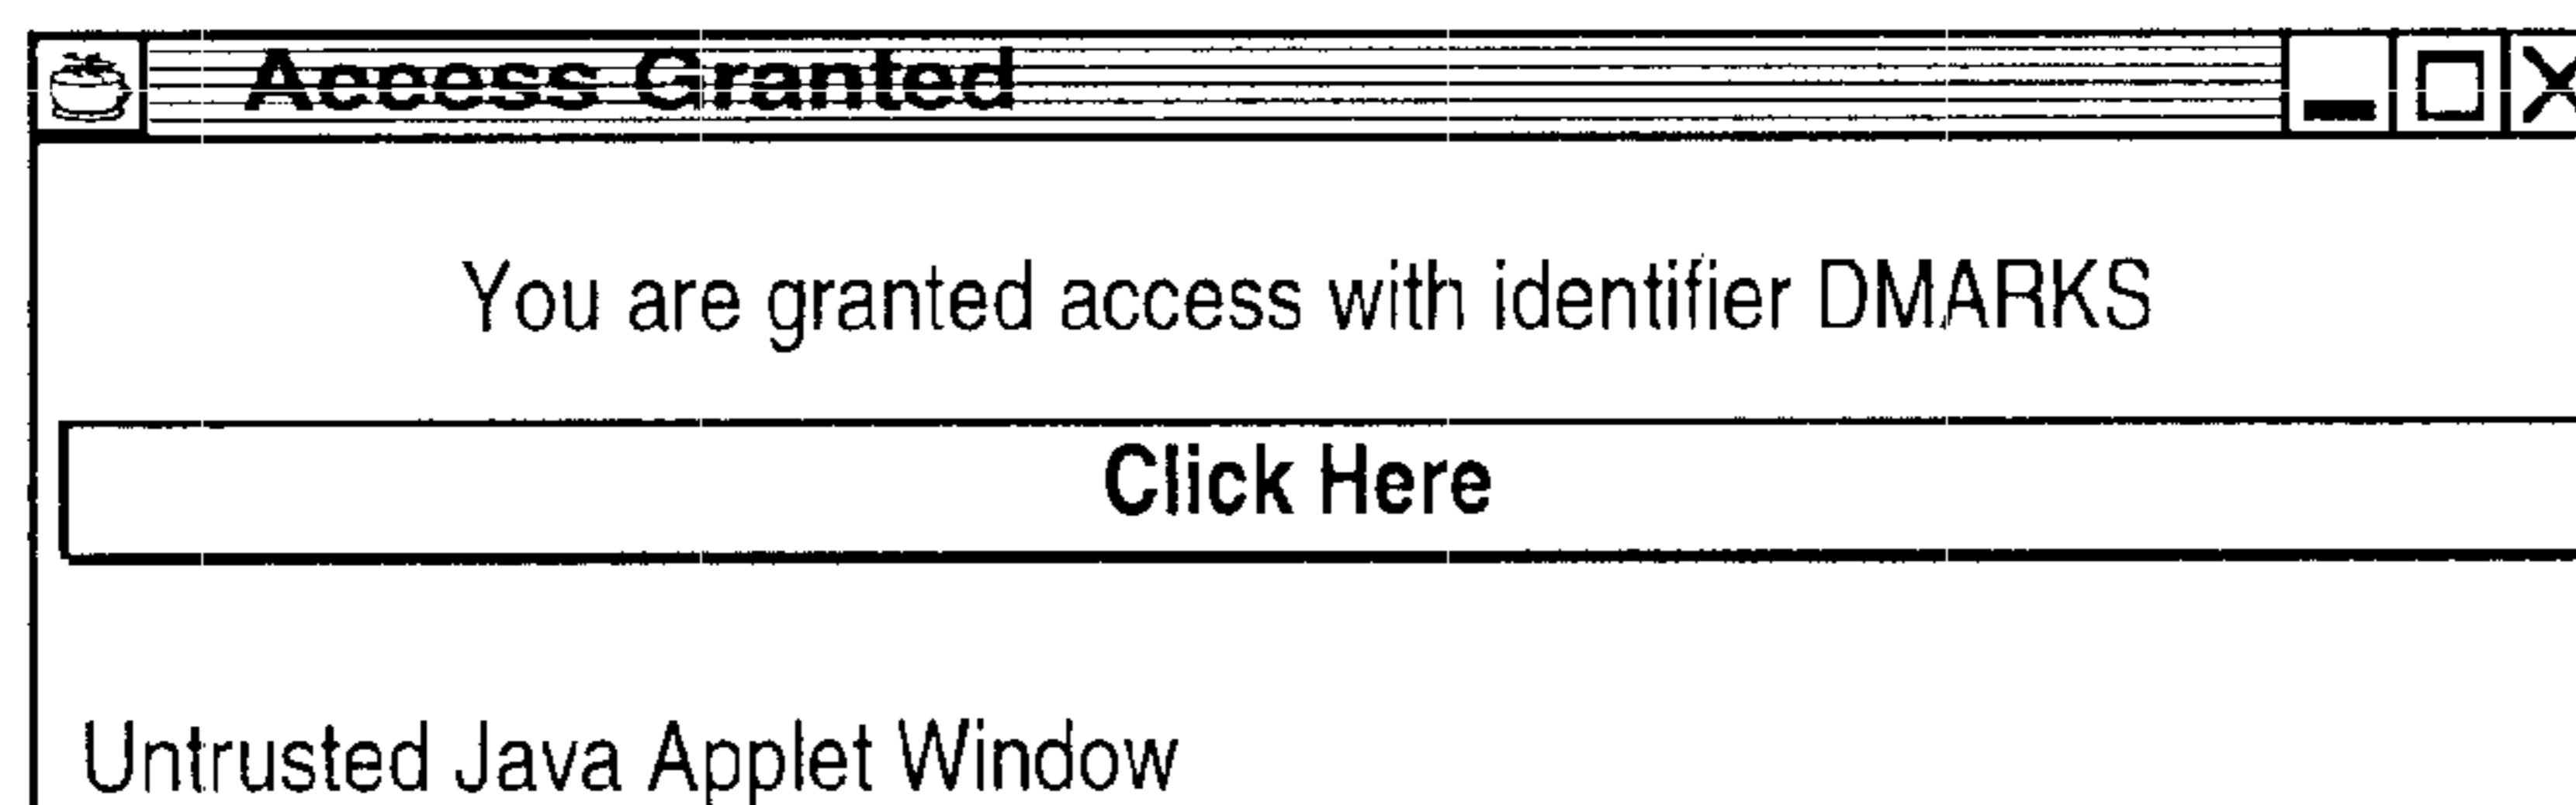 Access Granted
You are granted access with identifier DMARKS
Click Here
Untrusted Java Applet Window